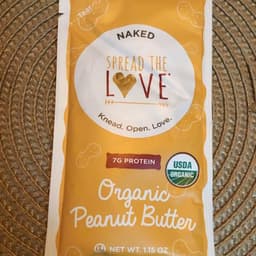 NAKED
SPREAD THE
LOVE
Knead. Open. Love.
7G PROTEIN
USDA
ORGANIC
Organic
Peanut Butter
NET WT. 1.15 OZ